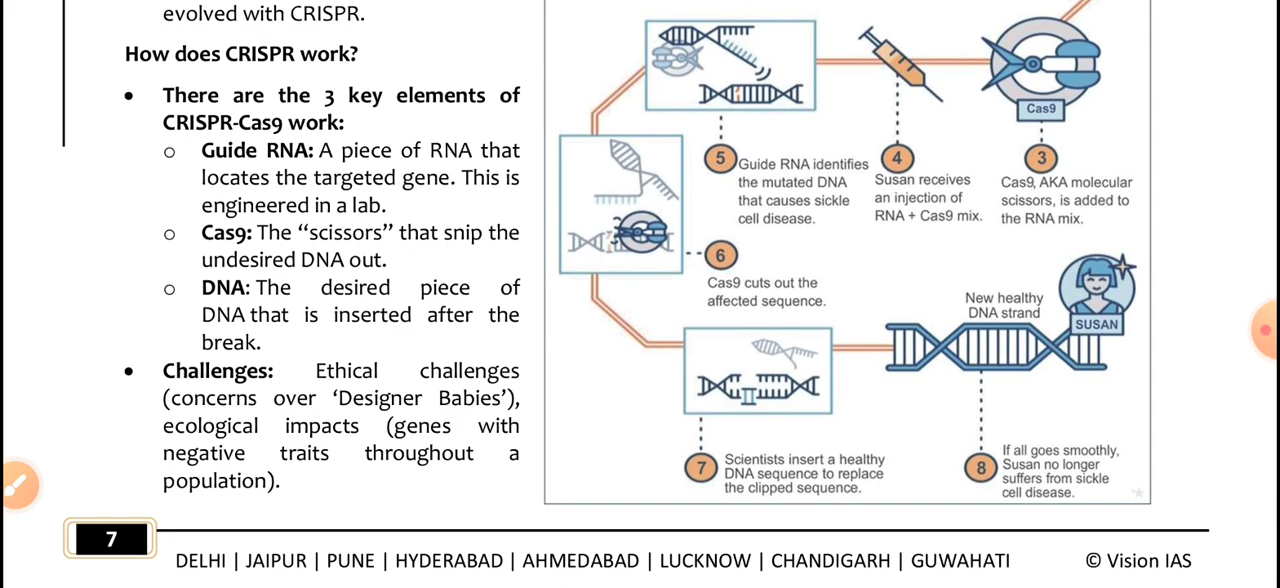 evolved with CRISPR.
How does CRISPR work?
• There are the 3 key elements of
CRISPR-Cas9 work:
o Guide RNA: A piece of RNA that
locates the targeted gene. This is
engineered in a lab.
o Cas9: The “scissors” that snip the
undesired DNA out.
o DNA: The desired piece of
DNA that is inserted after the
break.
• Challenges: Ethical challenges
(concerns over ‘Designer Babies’),
ecological impacts (genes with
negative traits throughout a
population).
Cas9
3
Cas9, AKA molecular
scissors, is added to
the RNA mix.
4
Susan receives
an injection of
RNA + Cas9 mix.
5
Guide RNA identifies
the mutated DNA
that causes sickle
cell disease.
6
Cas9 cuts out the
affected sequence.
7
Scientists insert a healthy
DNA sequence to replace
the clipped sequence.
New healthy
DNA strand
SUSAN
8
If all goes smoothly,
Susan no longer
suffers from sickle
cell disease.
7
DELHI | JAIPUR | PUNE | HYDERABAD | AHMEDABAD | LUCKNOW | CHANDIGARH | GUWAHATI © Vision IAS